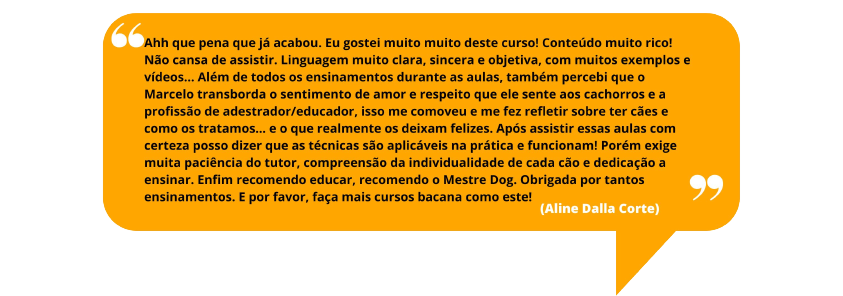 Ahh que pena que já acabou. Eu gostei muito muito deste curso! Conteúdo muito rico!
Não cansa de assistir. Linguagem muito clara, sincera e objetiva, com muitos exemplos e
vídeos... Além de todos os ensinamentos durante as aulas, também percebi que o
Marcelo transborda o sentimento de amor e respeito que ele sente aos cachorros e a
profissão de adestrador/educador, isso me comoveu e me fez refletir sobre ter cães e
como os tratamos... e o que realmente os deixam felizes. Após assistir essas aulas com
certeza posso dizer que as técnicas são aplicáveis na prática e funcionam! Porém exige
muita paciência do tutor, compreensão da individualidade de cada cão e dedicação a
ensinar. Enfim recomendo educar, recomendo o Mestre Dog. Obrigada por tantos
ensinamentos. E por favor, faça mais cursos bacana como este!
(Aline Dalla Corte)